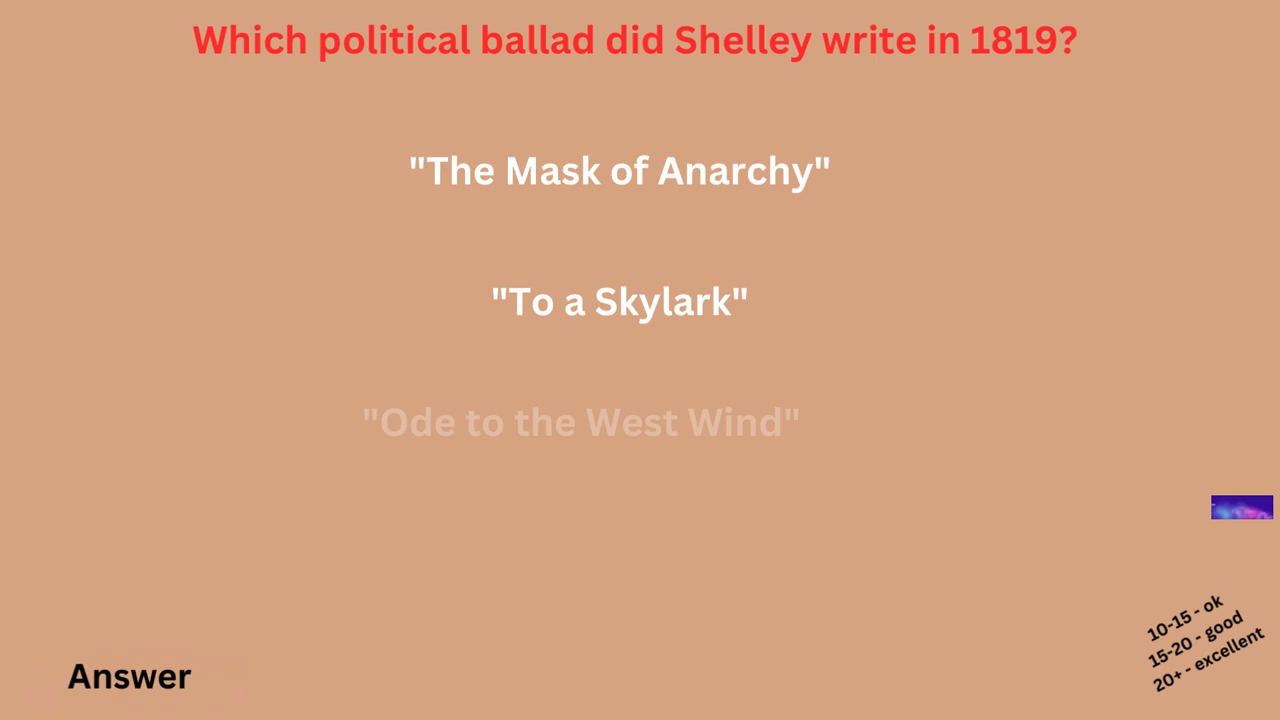 Which political ballad did Shelley write in 1819?
"The Mask of Anarchy"
"To a Skylark"
"Ode to the West Wind"
10-15 - ok
15-20 - good
20+ - excellent
Answer